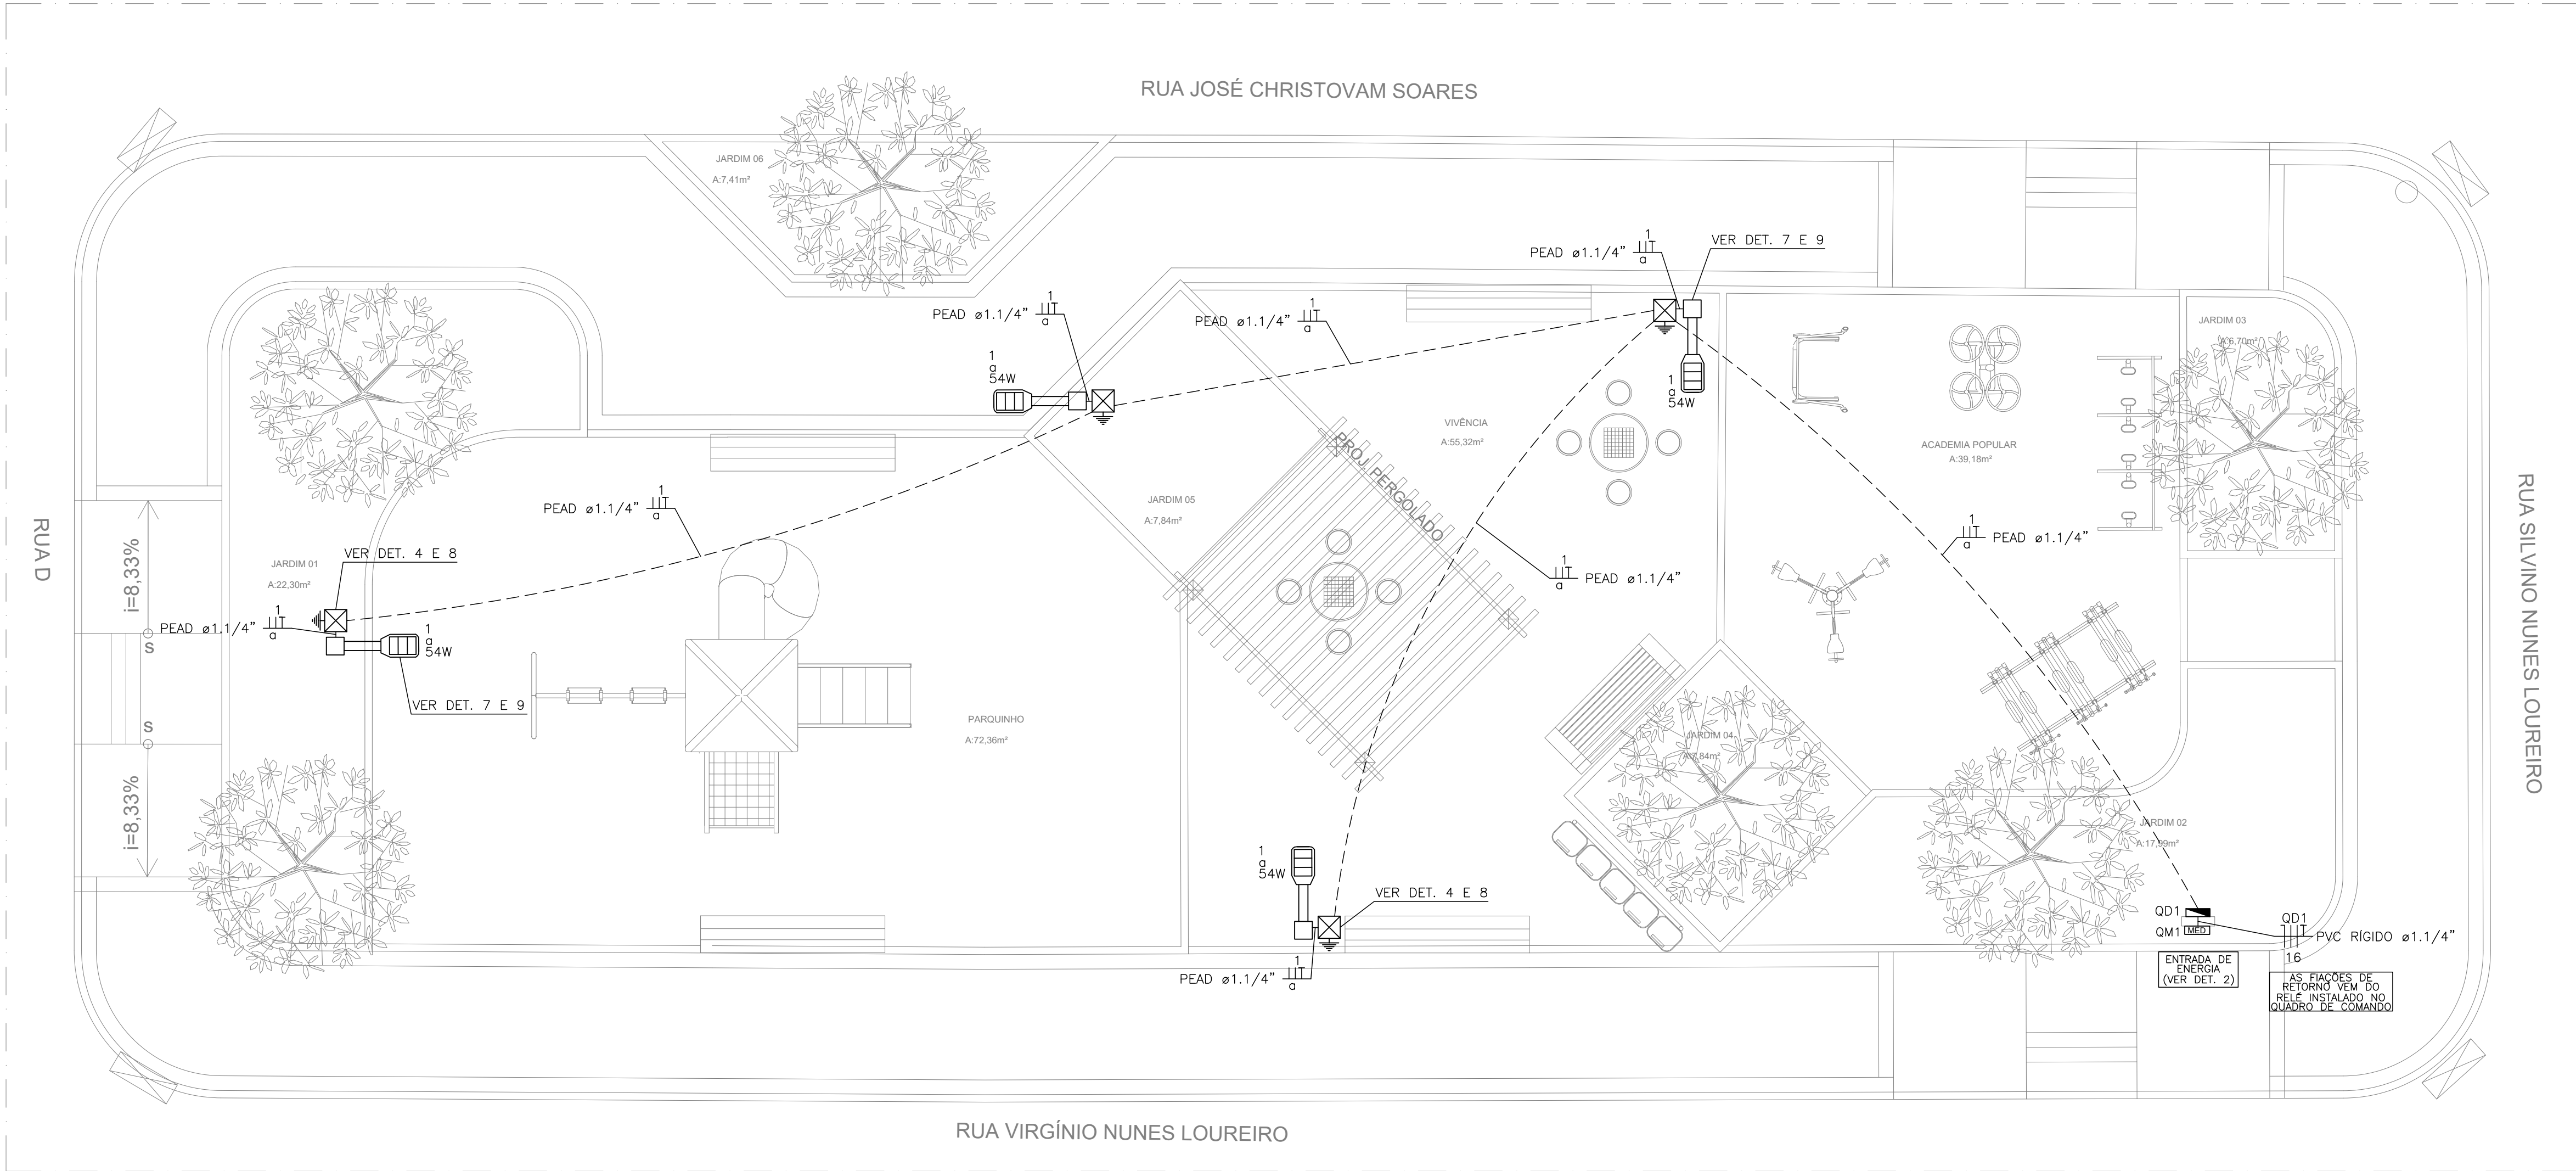 RUA JOSÉ CHRISTOVAM SOARES
JARDIM 06
A:7,41m²
1
PEAD ø1.1/4"
a
VER DET. 7 E 9
1
PEAD ø1.1/4"
a
1
PEAD ø1.1/4"
a
JARDIM 03
A:6,70m²
1
a
54W
1
a
54W
VIVÊNCIA
A:55,32m²
PROJ. PERGOLADO
ACADEMIA POPULAR
A:39,18m²
1
PEAD ø1.1/4"
a
JARDIM 05
A:7,84m²
RUA D
i=8,33%
RUA SILVINO NUNES LOUREIRO
1
PEAD ø1.1/4"
a
VER DET. 4 E 8
JARDIM 01
A:22,30m²
1
PEAD ø1.1/4"
a
1
PEAD ø1.1/4"
a
1
a
54W
S
VER DET. 7 E 9
S
PARQUINHO
A:72,36m²
JARDIM 04
A:7,84m²
i=8,33%
JARDIM 02
A:17,99m²
1
a
54W
VER DET. 4 E 8
QD1
QM1 MED
QD1
PVC RÍGIDO ø1.1/4"
16
1
PEAD ø1.1/4"
a
ENTRADA DE
ENERGIA
(VER DET. 2)
AS FIAÇÕES DE
RETORNO VEM DO
RELÉ INSTALADO NO
QUADRO DE COMANDO
RUA VIRGÍNIO NUNES LOUREIRO